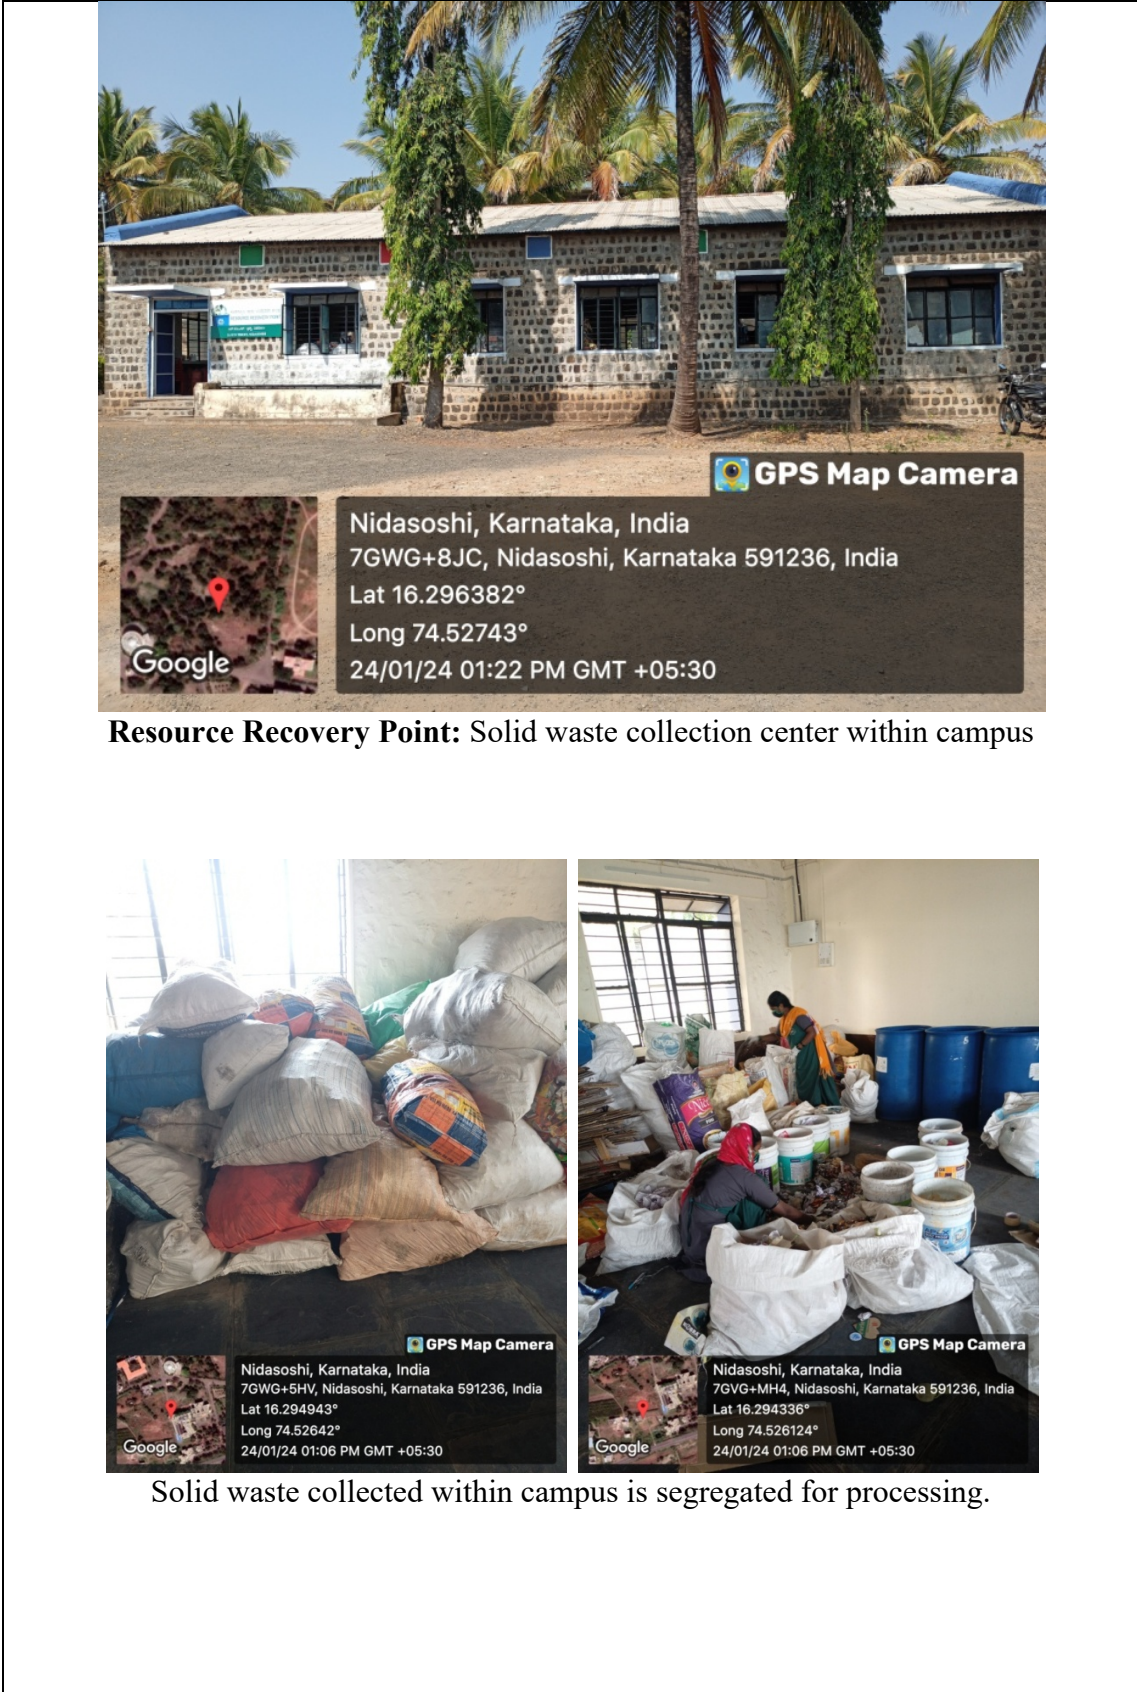 GPS Map Camera
Nidasoshi, Karnataka, India
7GWG+8JC, Nidasoshi, Karnataka 591236, India
Lat 16.296382°
Long 74.52743°
24/01/24 01:22 PM GMT +05:30
Google
Resource Recovery Point: Solid waste collection center within campus
GPS Map Camera
Nidasoshi, Karnataka, India
7GWG+5HV, Nidasoshi, Karnataka 591236, India
Lat 16.294943°
Long 74.52642°
24/01/24 01:06 PM GMT +05:30
Google
GPS Map Camera
Nidasoshi, Karnataka, India
7GVG+MH4, Nidasoshi, Karnataka 591236, India
Lat 16.294336°
Long 74.526124°
24/01/24 01:06 PM GMT +05:30
Google
Solid waste collected within campus is segregated for processing.